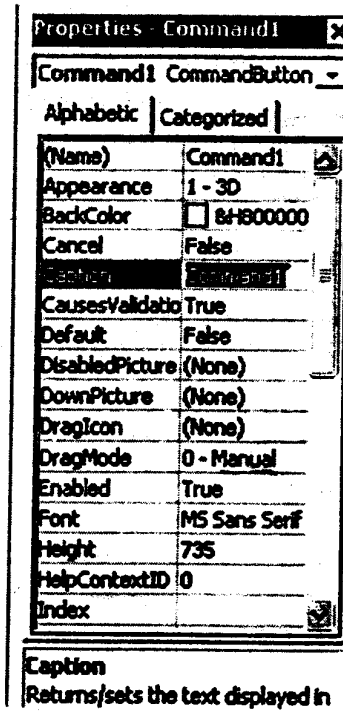 Properties - Command1
Command1 CommandButton
Alphabetic Categorized
(Name) Command1
Appearance 1 - 3D
BackColor &H800000
Cancel False
Caption Command1
CausesValidatio True
Default False
DisabledPicture (None)
DownPicture (None)
DragIcon (None)
DragMode 0 - Manual
Enabled True
Font MS Sans Serif
Height 735
HelpContextID 0
Index
Caption
Returns/sets the text displayed in